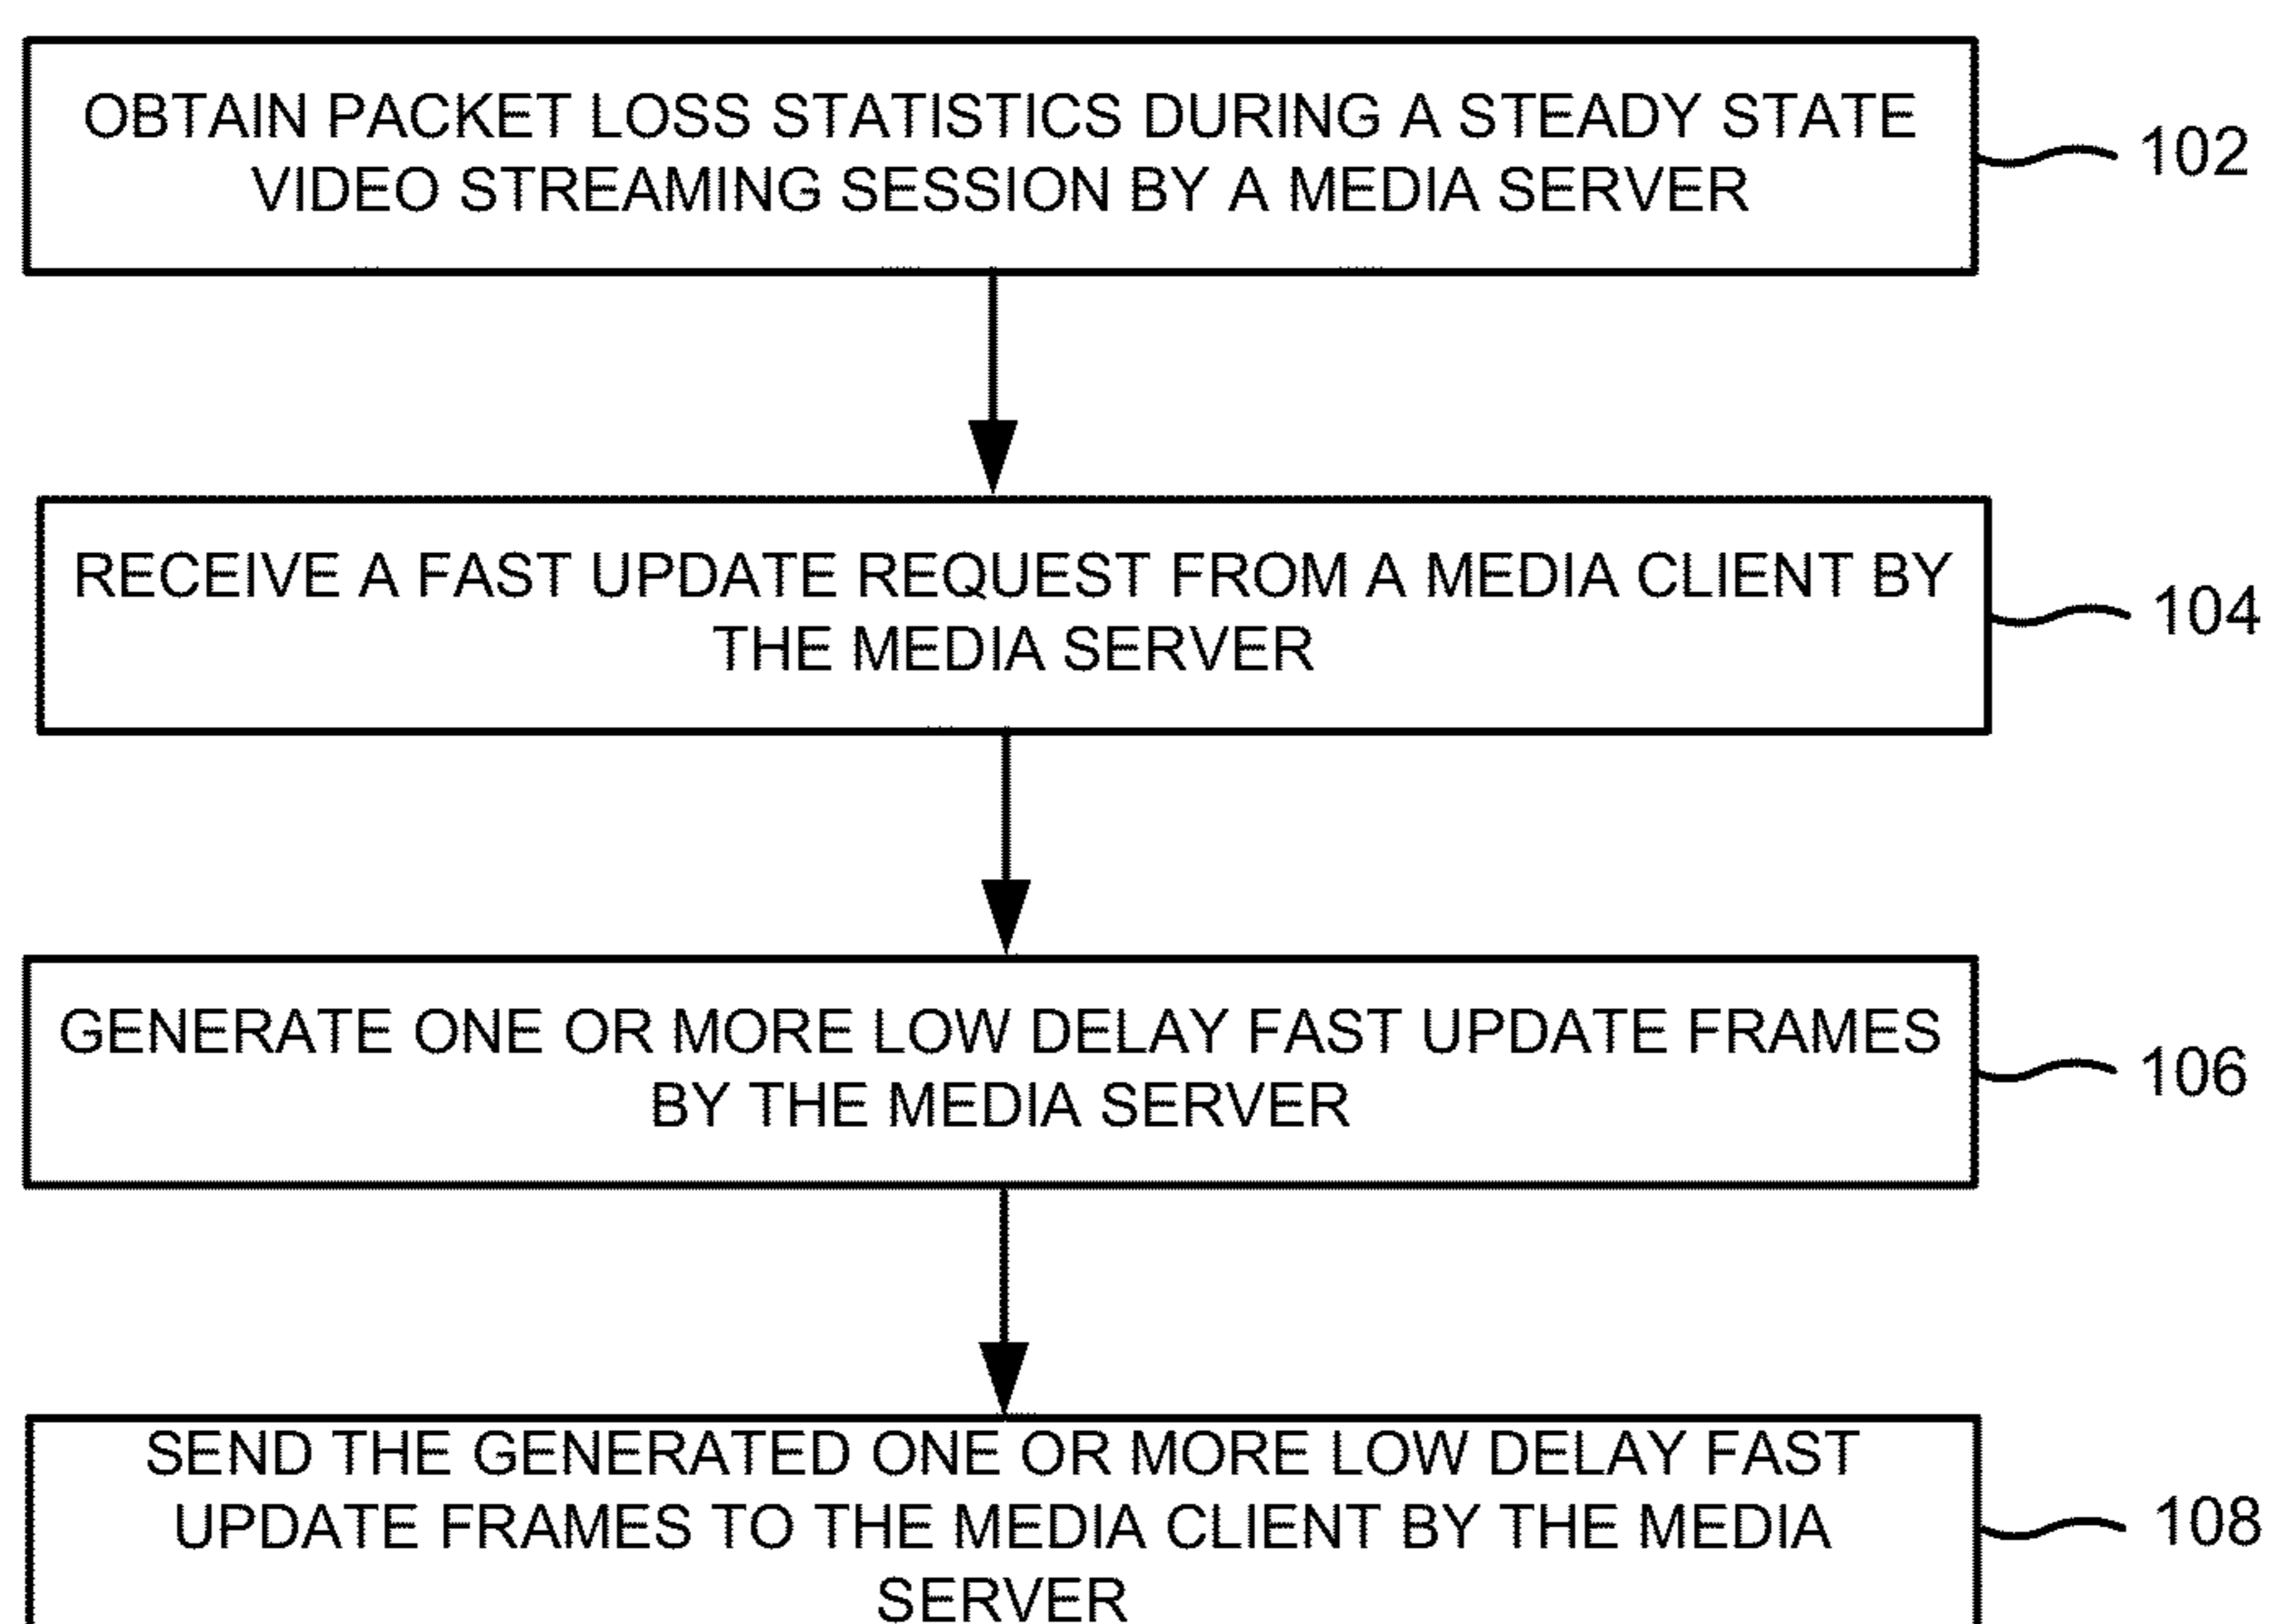 OBTAIN PACKET LOSS STATISTICS DURING A STEADY STATE
VIDEO STREAMING SESSION BY A MEDIA SERVER
102
RECEIVE A FAST UPDATE REQUEST FROM A MEDIA CLIENT BY
THE MEDIA SERVER
104
GENERATE ONE OR MORE LOW DELAY FAST UPDATE FRAMES
BY THE MEDIA SERVER
106
SEND THE GENERATED ONE OR MORE LOW DELAY FAST
UPDATE FRAMES TO THE MEDIA CLIENT BY THE MEDIA
SERVER
108